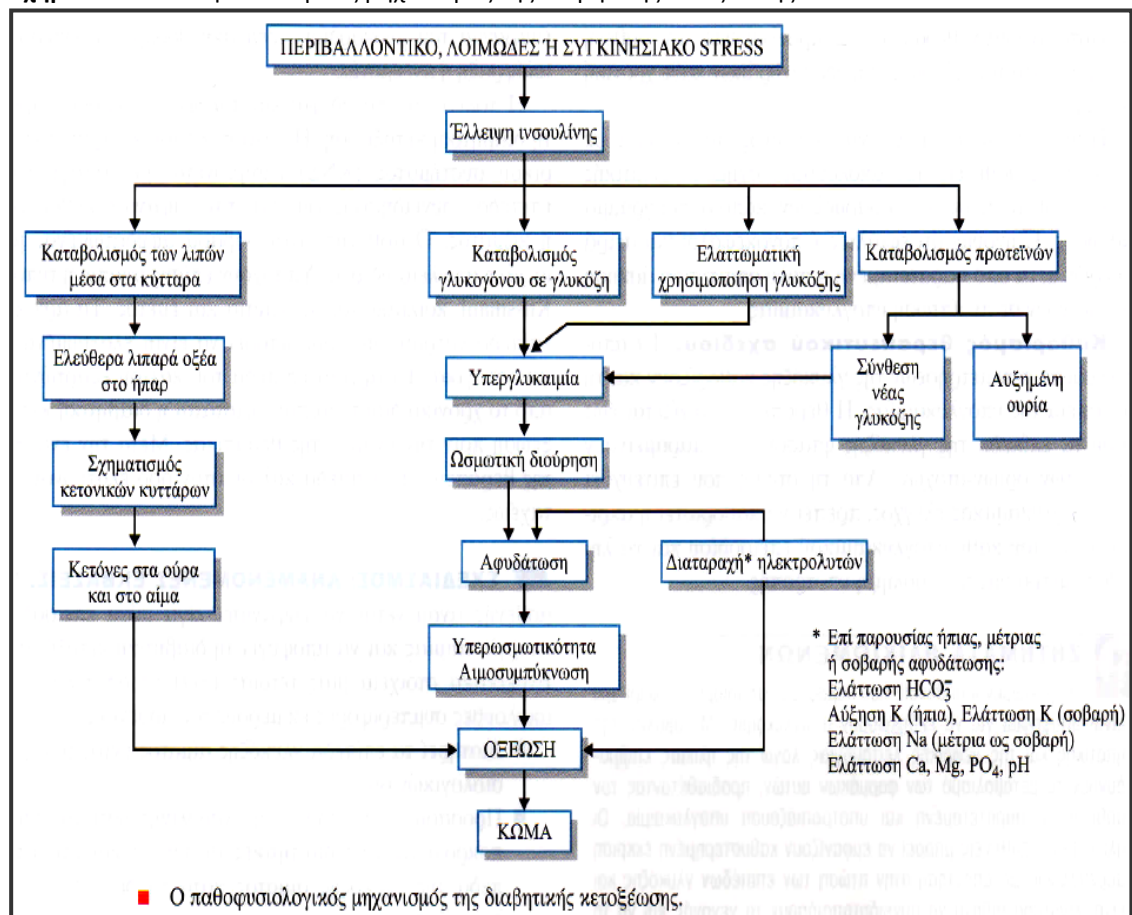 ΠΕΡΙΒΑΛΛΟΝΤΙΚΟ, ΛΟΙΜΩΔΕΣ Ή ΣΥΓΚΙΝΗΣΙΑΚΟ STRESS
Έλλειψη ινσουλίνης
Καταβολισμός των λιπών
μέσα στα κύτταρα
Καταβολισμός
γλυκογόνου σε γλυκόζη
Ελαττωματική
χρησιμοποίηση γλυκόζης
Καταβολισμός πρωτεϊνών
Ελεύθερα λιπαρά οξέα
στο ήπαρ
Υπεργλυκαιμία
Σύνθεση
νέας
γλυκόζης
Αυξημένη
ουρία
Σχηματισμός
κετονικών κυττάρων
Ωσμωτική διούρηση
Κετόνες στα ούρα
και στο αίμα
Αφυδάτωση
Διαταραχή* ηλεκτρολυτών
Υπερωσμωτικότητα
Αιμοσυμπύκνωση
* Επί παρουσίας ήπιας, μέτριας
ή σοβαρής αφυδάτωσης:
Ελάττωση HCO₃⁻
Αύξηση Κ (ήπια), Ελάττωση Κ (σοβαρή)
Ελάττωση Na (μέτρια ως σοβαρή)
Ελάττωση Ca, Mg, PO₄, pH
ΟΞΕΩΣΗ
ΚΩΜΑ
Ο παθοφυσιολογικός μηχανισμός της διαβητικής κετοξέωσης.